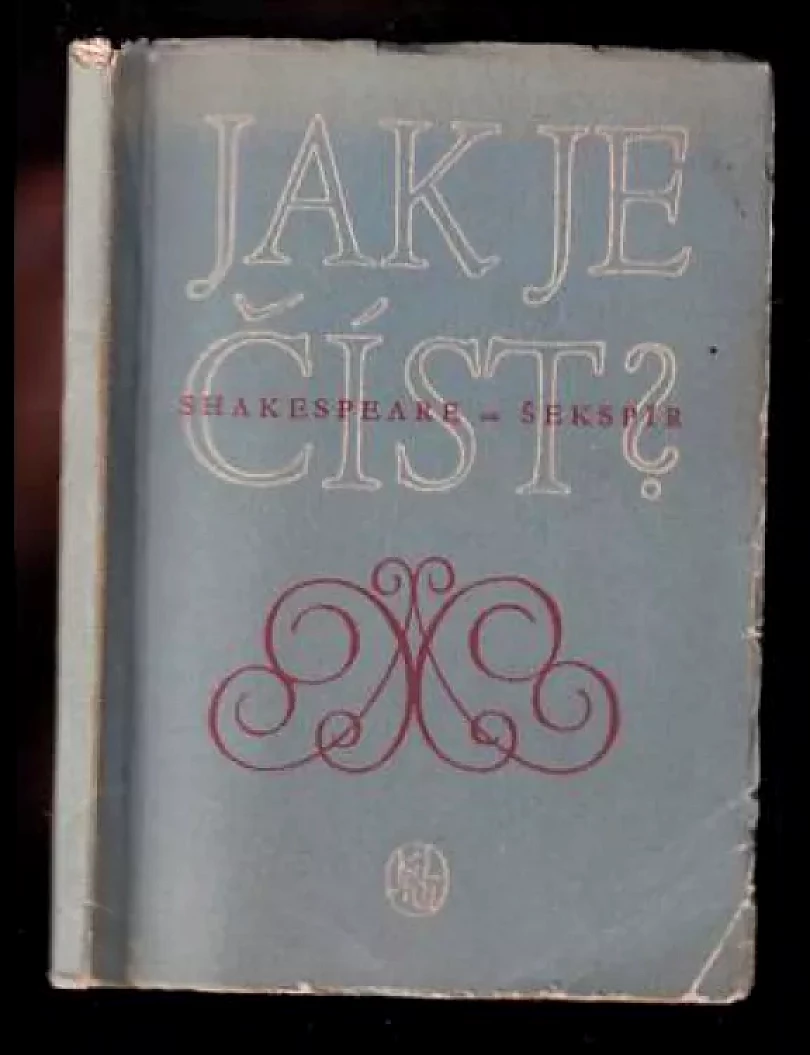 JAK JE
ČÍST?
SHAKESPEARE – ŠEKSPÍR